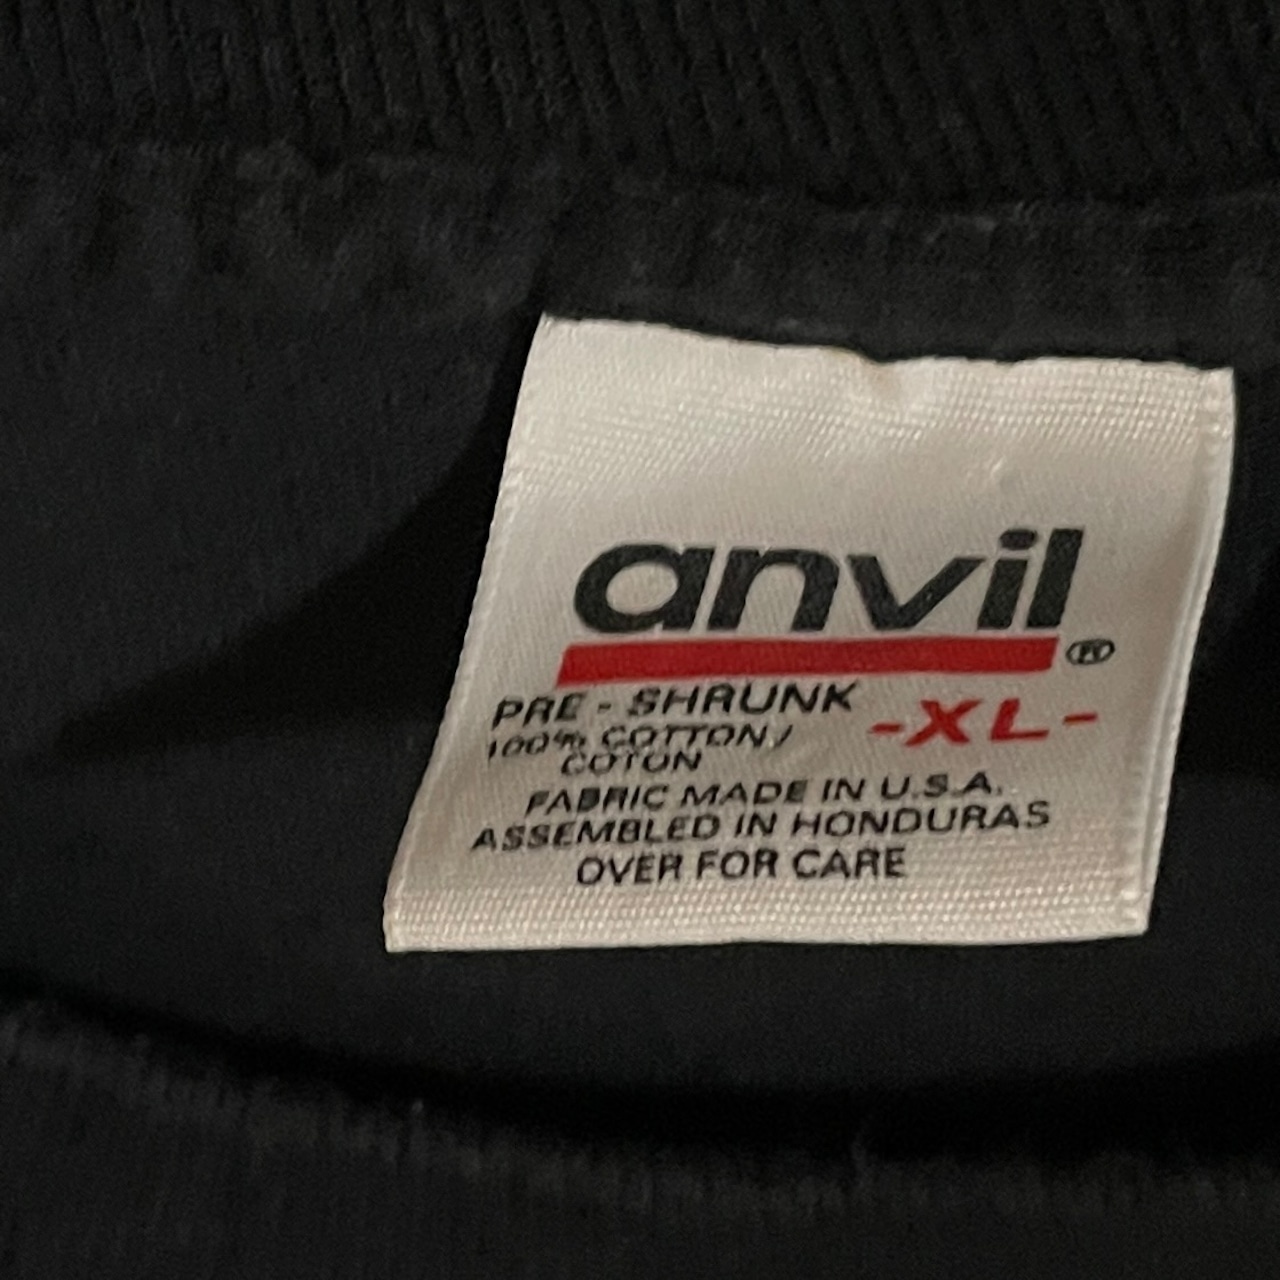 anvil®
PRE - SHRUNK -XL-
100% COTTON/
COTON
FABRIC MADE IN U.S.A.
ASSEMBLED IN HONDURAS
OVER FOR CARE